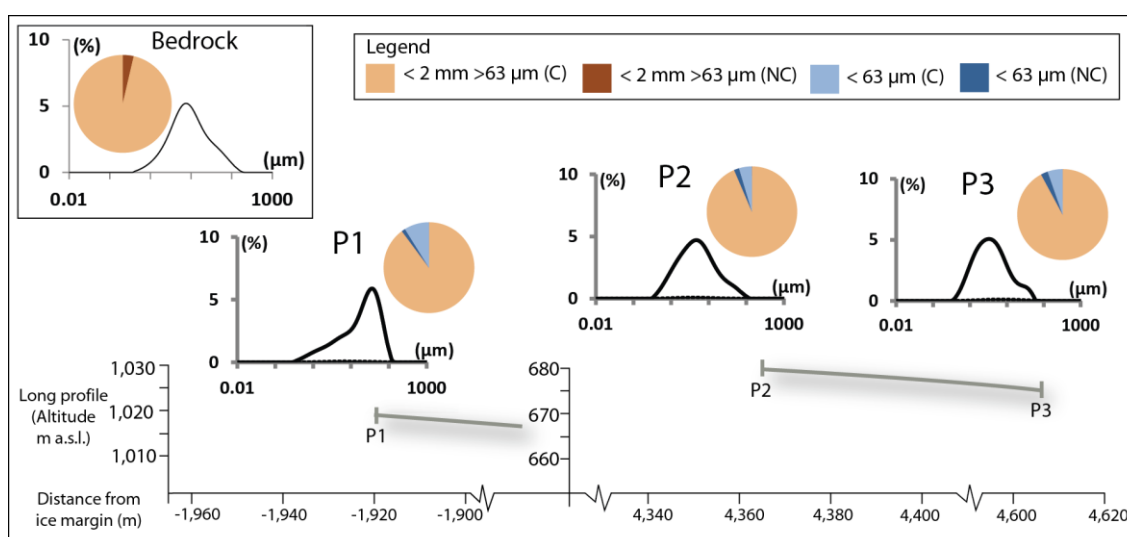 Bedrock
10 (%)
5
0
(µm)
0.01 1000
Legend
< 2 mm >63 µm (C) < 2 mm >63 µm (NC) < 63 µm (C) < 63 µm (NC)
P1
10 (%)
5
0
(µm)
0.01 1000
P2
10 (%)
5
0
(µm)
0.01 1000
P3
10 (%)
5
0
(µm)
0.01 1000
Long profile
(Altitude
m a.s.l.)
1,030
1,020
1,010
P1
680
670
660
P2
P3
Distance from
ice margin (m)
-1,960 -1,940 -1,920 -1,900 4,340 4,365 4,380 4,400 4,600 4,620